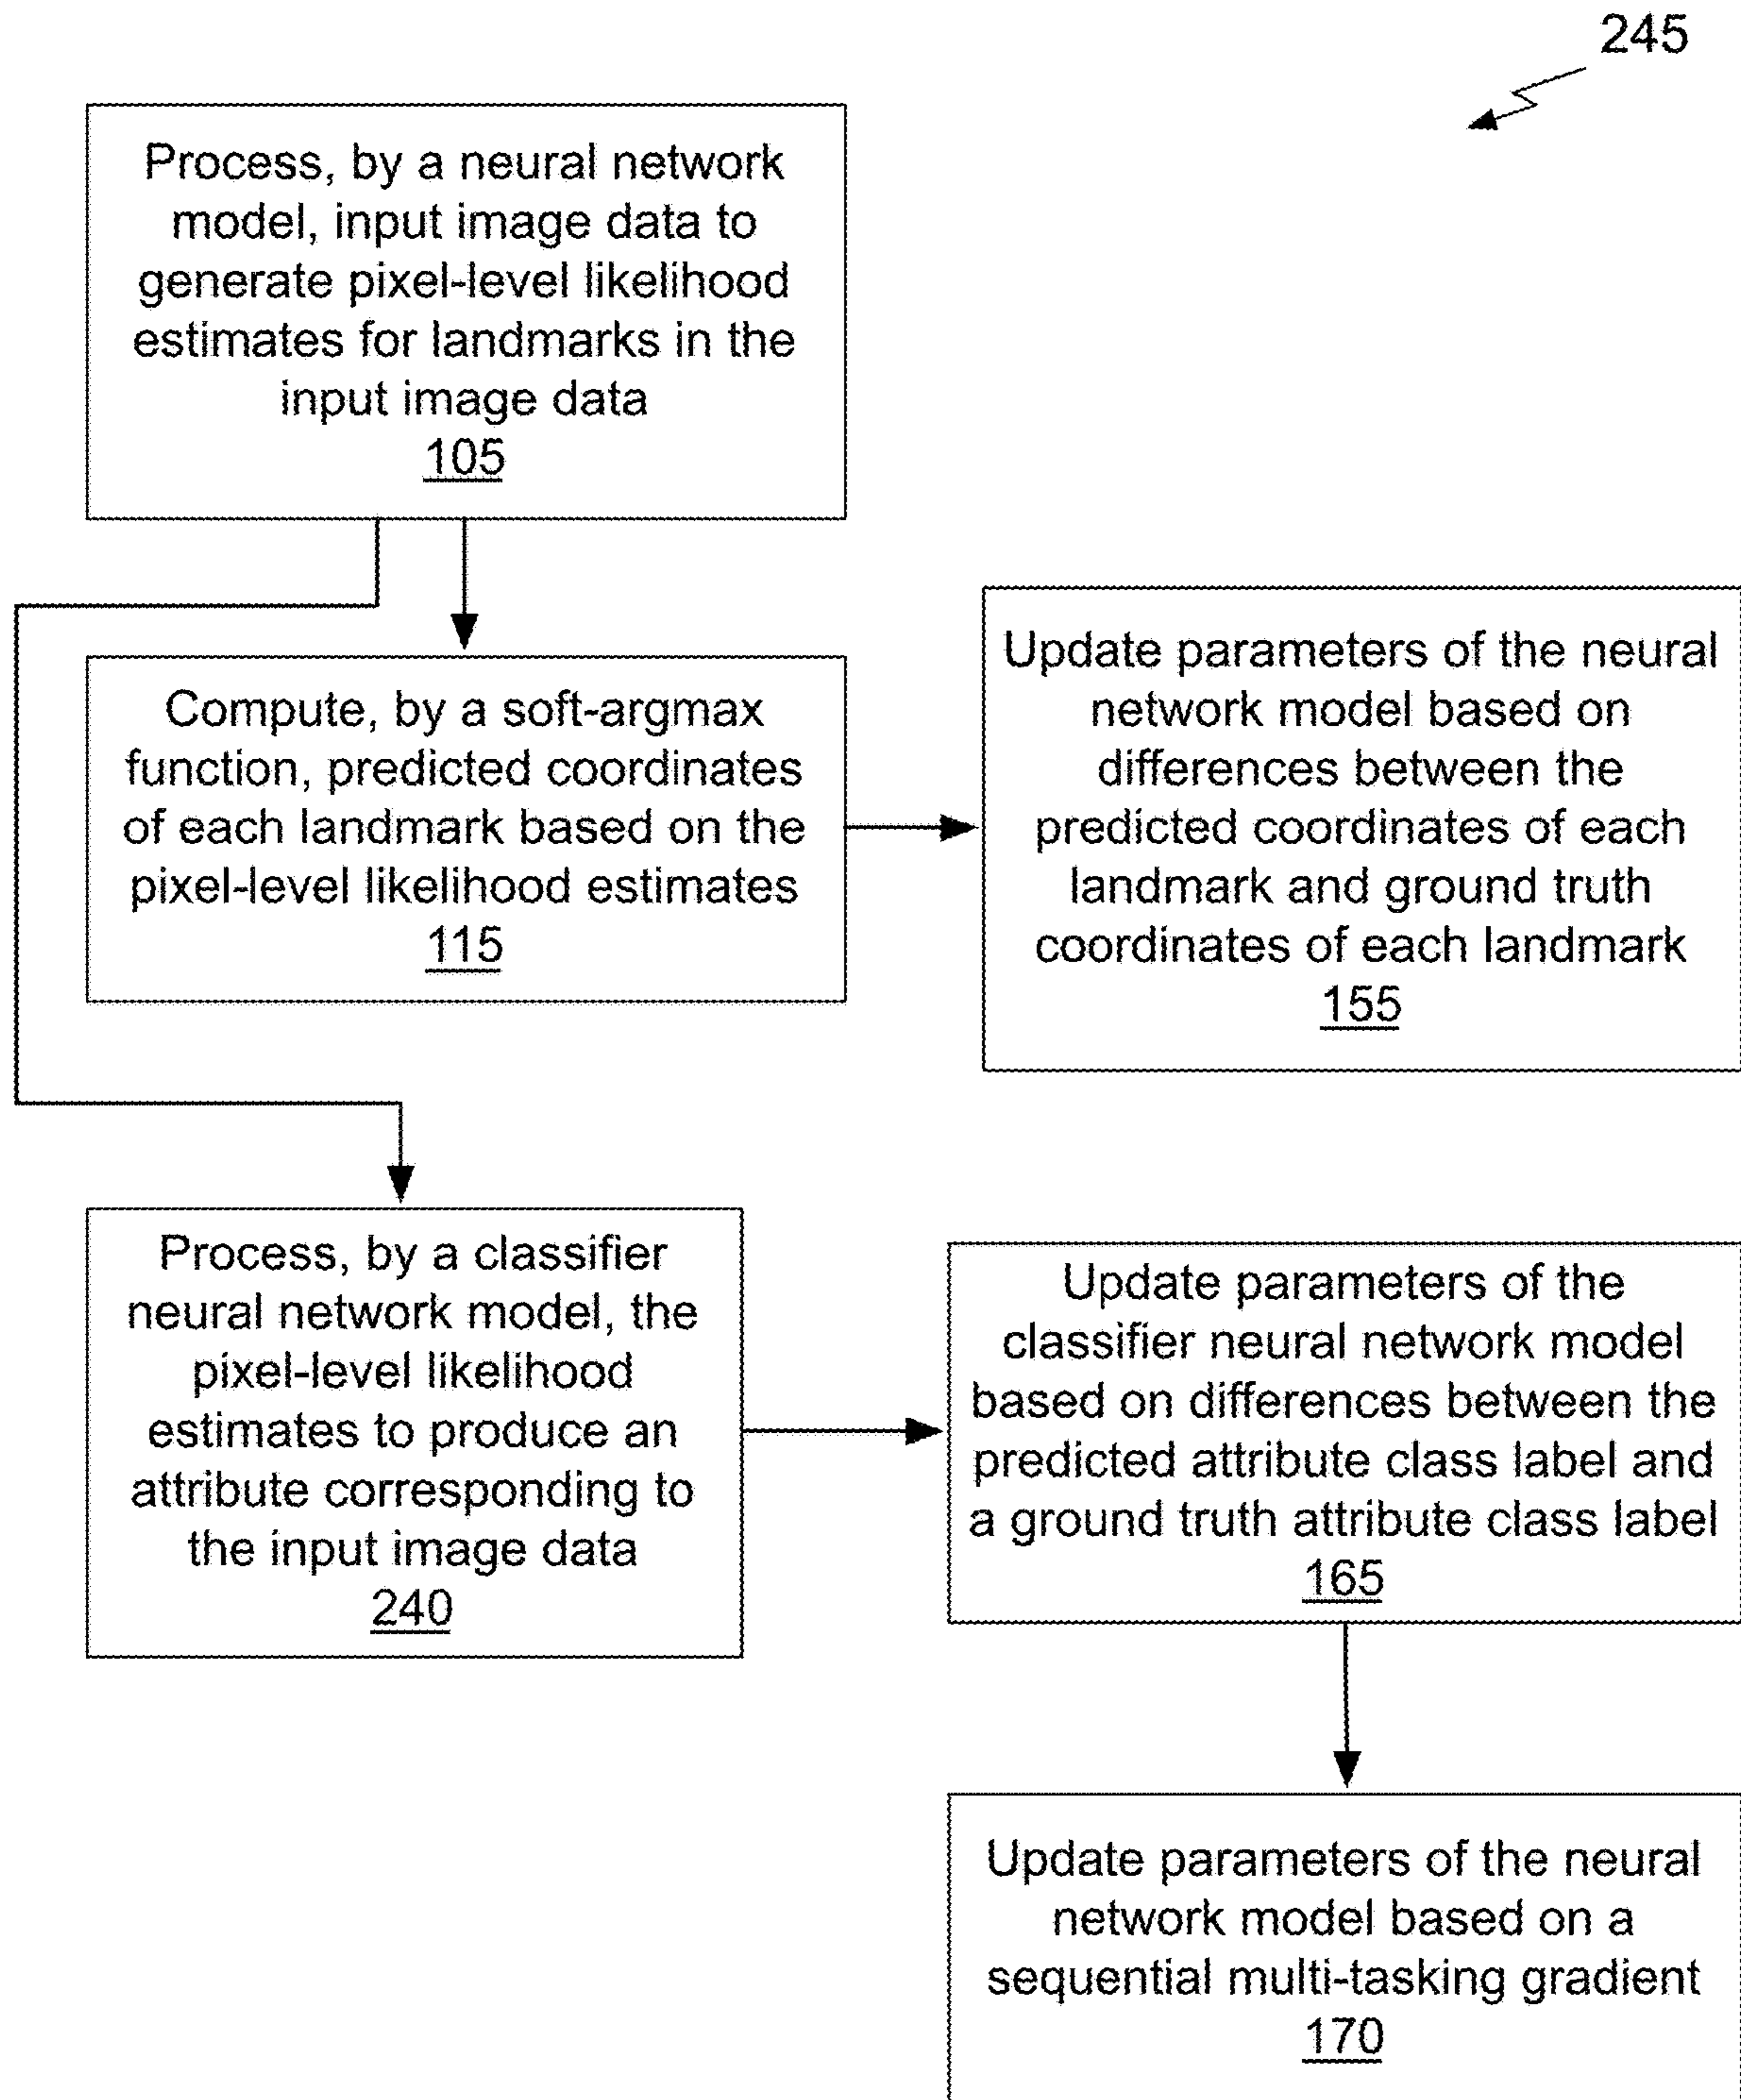 245
Process, by a neural network
model, input image data to
generate pixel-level likelihood
estimates for landmarks in the
input image data
105
Compute, by a soft-argmax
function, predicted coordinates
of each landmark based on the
pixel-level likelihood estimates
115
Update parameters of the neural
network model based on
differences between the
predicted coordinates of each
landmark and ground truth
coordinates of each landmark
155
Process, by a classifier
neural network model, the
pixel-level likelihood
estimates to produce an
attribute corresponding to
the input image data
240
Update parameters of the
classifier neural network model
based on differences between the
predicted attribute class label and
a ground truth attribute class label
165
Update parameters of the neural
network model based on a
sequential multi-tasking gradient
170